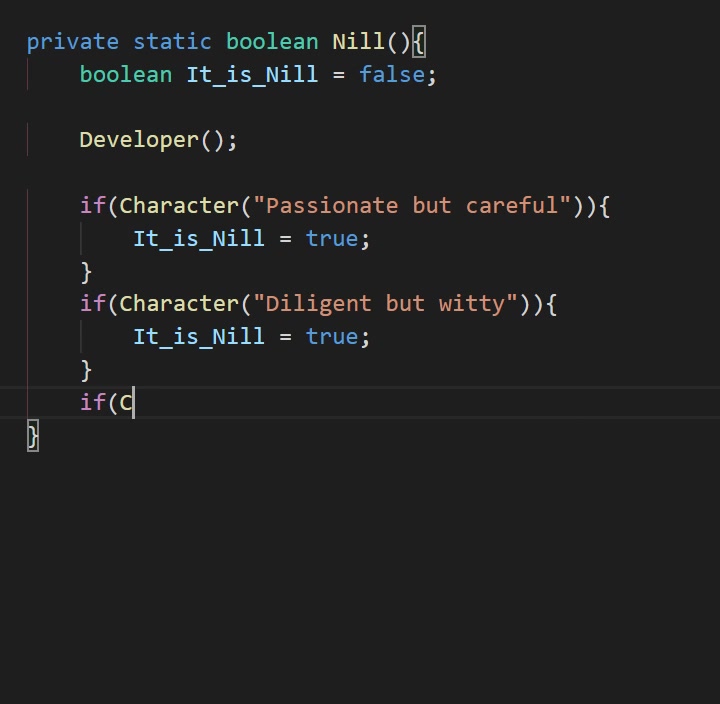 private static boolean Nill(){
    boolean It_is_Nill = false;
    Developer();
    if(Character("Passionate but careful")){
        It_is_Nill = true;
    }
    if(Character("Diligent but witty")){
        It_is_Nill = true;
    }
    if(C
}